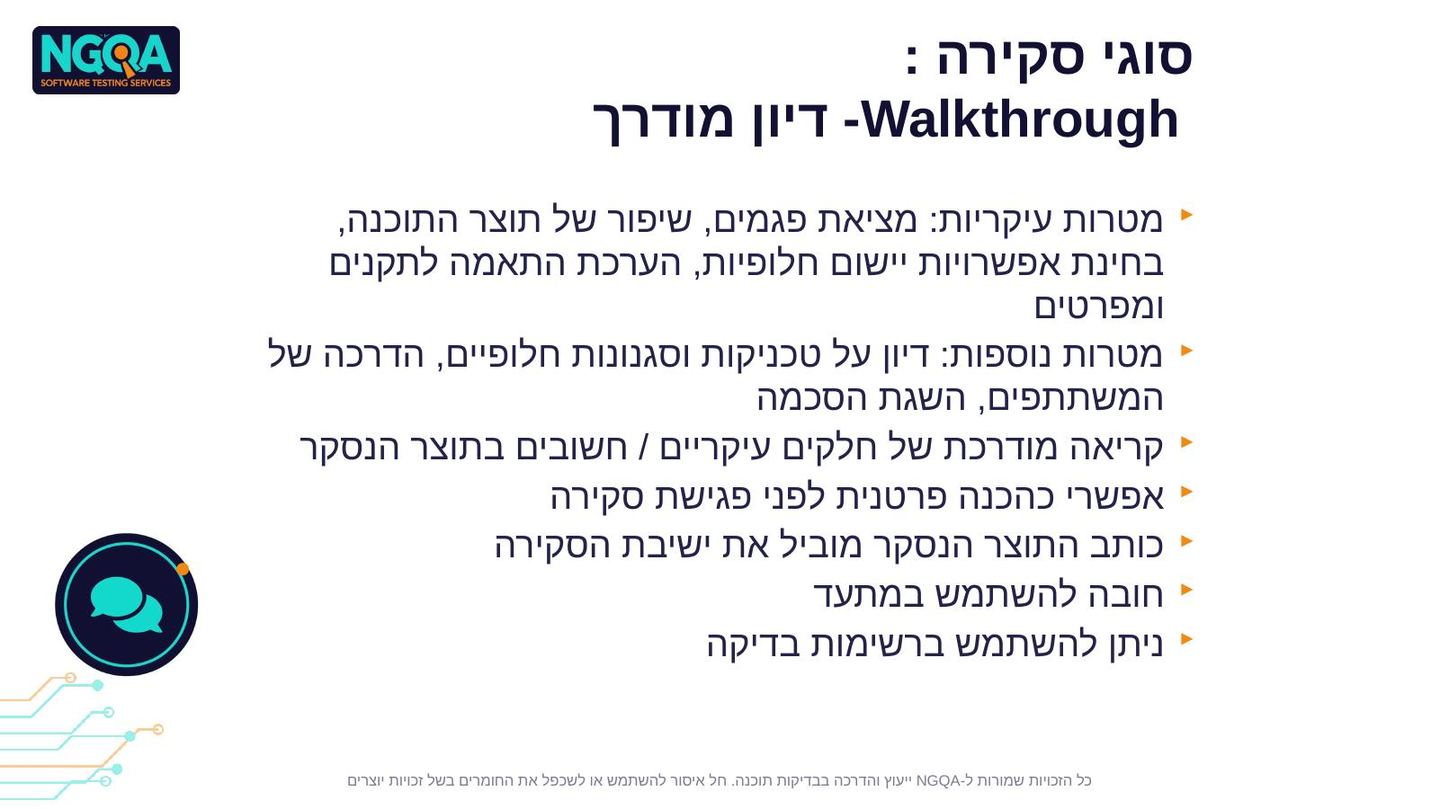 NGQA
SOFTWARE TESTING SERVICES
סוגי סקירה :
Walkthrough- דיון מודרך
מטרות עיקריות: מציאת פגמים, שיפור של תוצר התוכנה,
בחינת אפשרויות יישום חלופיות, הערכת התאמה לתקנים
ומפרטים
מטרות נוספות: דיון על טכניקות וסגנונות חלופיים, הדרכה של
המשתתפים, השגת הסכמה
קריאה מודרכת של חלקים עיקריים / חשובים בתוצר הנסקר
אפשרי כהכנה פרטנית לפני פגישת סקירה
כותב התוצר הנסקר מוביל את ישיבת הסקירה
חובה להשתמש במתעד
ניתן להשתמש ברשימות בדיקה
כל הזכויות שמורות ל-NGQA ייעוץ והדרכה בבדיקות תוכנה. חל איסור להשתמש או לשכפל את החומרים בשל זכויות יוצרים